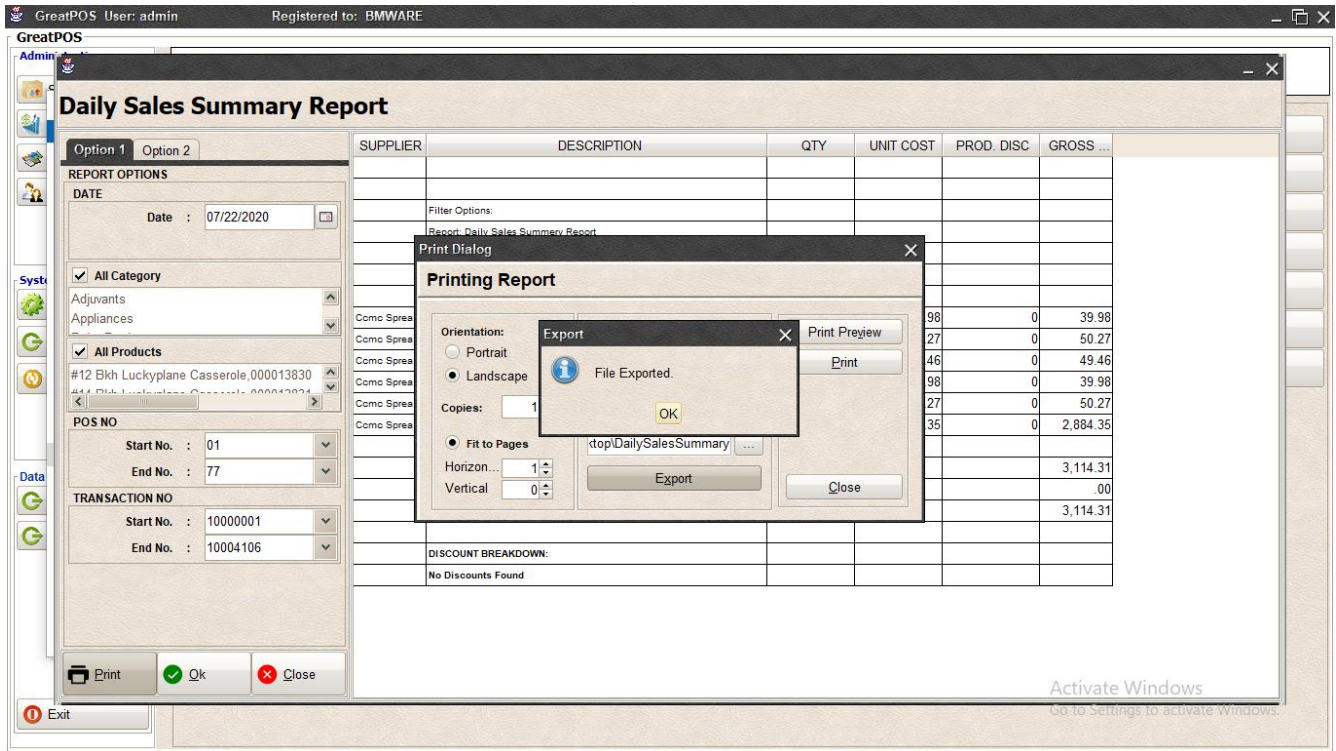 GreatPOS User: admin Registered to: BMWARE
GreatPOS
Daily Sales Summary Report
Option 1 Option 2
REPORT OPTIONS
DATE
Date : 07/22/2020
All Category
Adjuvants
Appliances
All Products
#12 Bkh Luckyplane Casserole,000013830
POS NO
Start No. : 01
End No. : 77
TRANSACTION NO
Start No. : 10000001
End No. : 10004106
Print Ok Close
SUPPLIER DESCRIPTION QTY UNIT COST PROD. DISC GROSS ...
Filter Options:
Report: Daily Sales Summery Report
Ccmc Sprea 98 0 39.98
Ccmc Sprea 27 0 50.27
Ccmc Sprea 46 0 49.46
Ccmc Sprea 98 0 39.98
Ccmc Sprea 27 0 50.27
Ccmc Sprea 35 0 2,884.35
3,114.31
.00
3,114.31
DISCOUNT BREAKDOWN:
No Discounts Found
Print Dialog
Printing Report
Orientation:
Portrait
Landscape
Copies: 1
Fit to Pages
Horizon... 1
Vertical 0
ktop\DailySalesSummary ...
Export
Print Preview
Print
Close
Export
File Exported.
OK
Syste
Data
Exit
Activate Windows
Go to Settings to activate Windows.